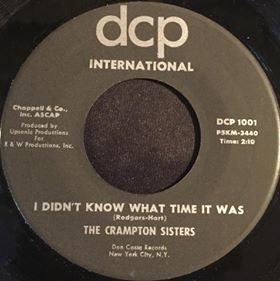 dcp
INTERNATIONAL
Chappell & Co.,
Inc. ASCAP
Produced by
Upsonic Productions
For
R & W Productions, Inc.
DCP 1001
P5KM-3440
Time: 2:10
I DIDN'T KNOW WHAT TIME IT WAS
(Rodgers-Hart)
THE CRAMPTON SISTERS
Don Costa Records
New York City, N.Y.